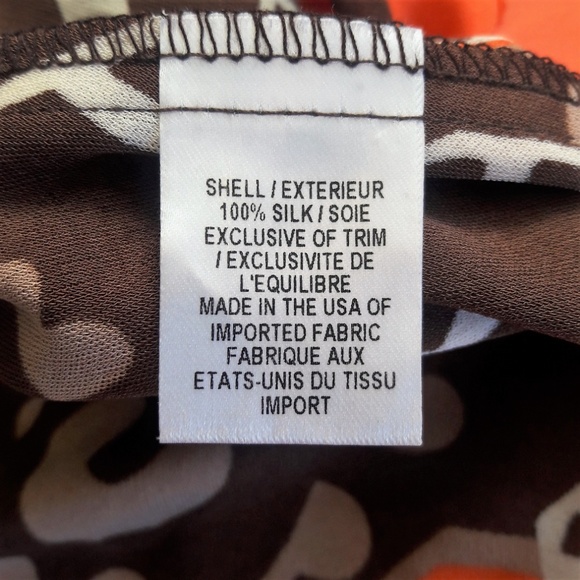 SHELL / EXTERIEUR
100% SILK / SOIE
EXCLUSIVE OF TRIM
/ EXCLUSIVITE DE
L'EQUILIBRE
MADE IN THE USA OF
IMPORTED FABRIC
FABRIQUE AUX
ETATS-UNIS DU TISSU
IMPORT